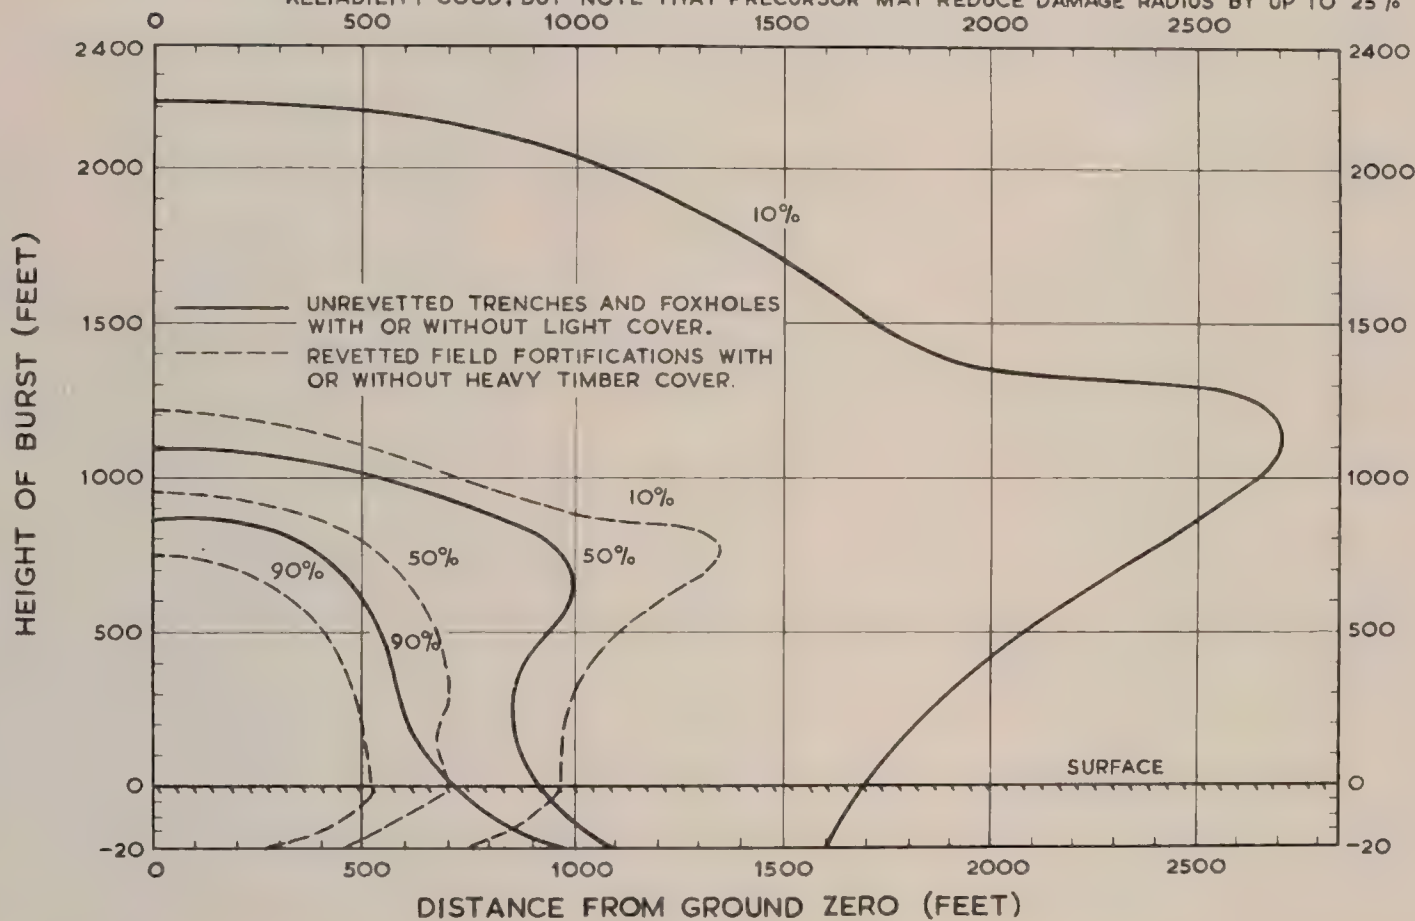 RELIABILITY GOOD, BUT NOTE THAT PRECURSOR MAY REDUCE DAMAGE RADIUS BY UP TO 25%
0 500 1000 1500 2000 2500
2400 2400
2000 2000
10%
UNREVETTED TRENCHES AND FOXHOLES
WITH OR WITHOUT LIGHT COVER.
1500 1500
REVETTED FIELD FORTIFICATIONS WITH
OR WITHOUT HEAVY TIMBER COVER.
HEIGHT OF BURST (FEET)
1000 1000
10%
50% 50%
90%
90%
500 500
SURFACE
0 0
-20 -20
0 500 1000 1500 2000 2500
DISTANCE FROM GROUND ZERO (FEET)